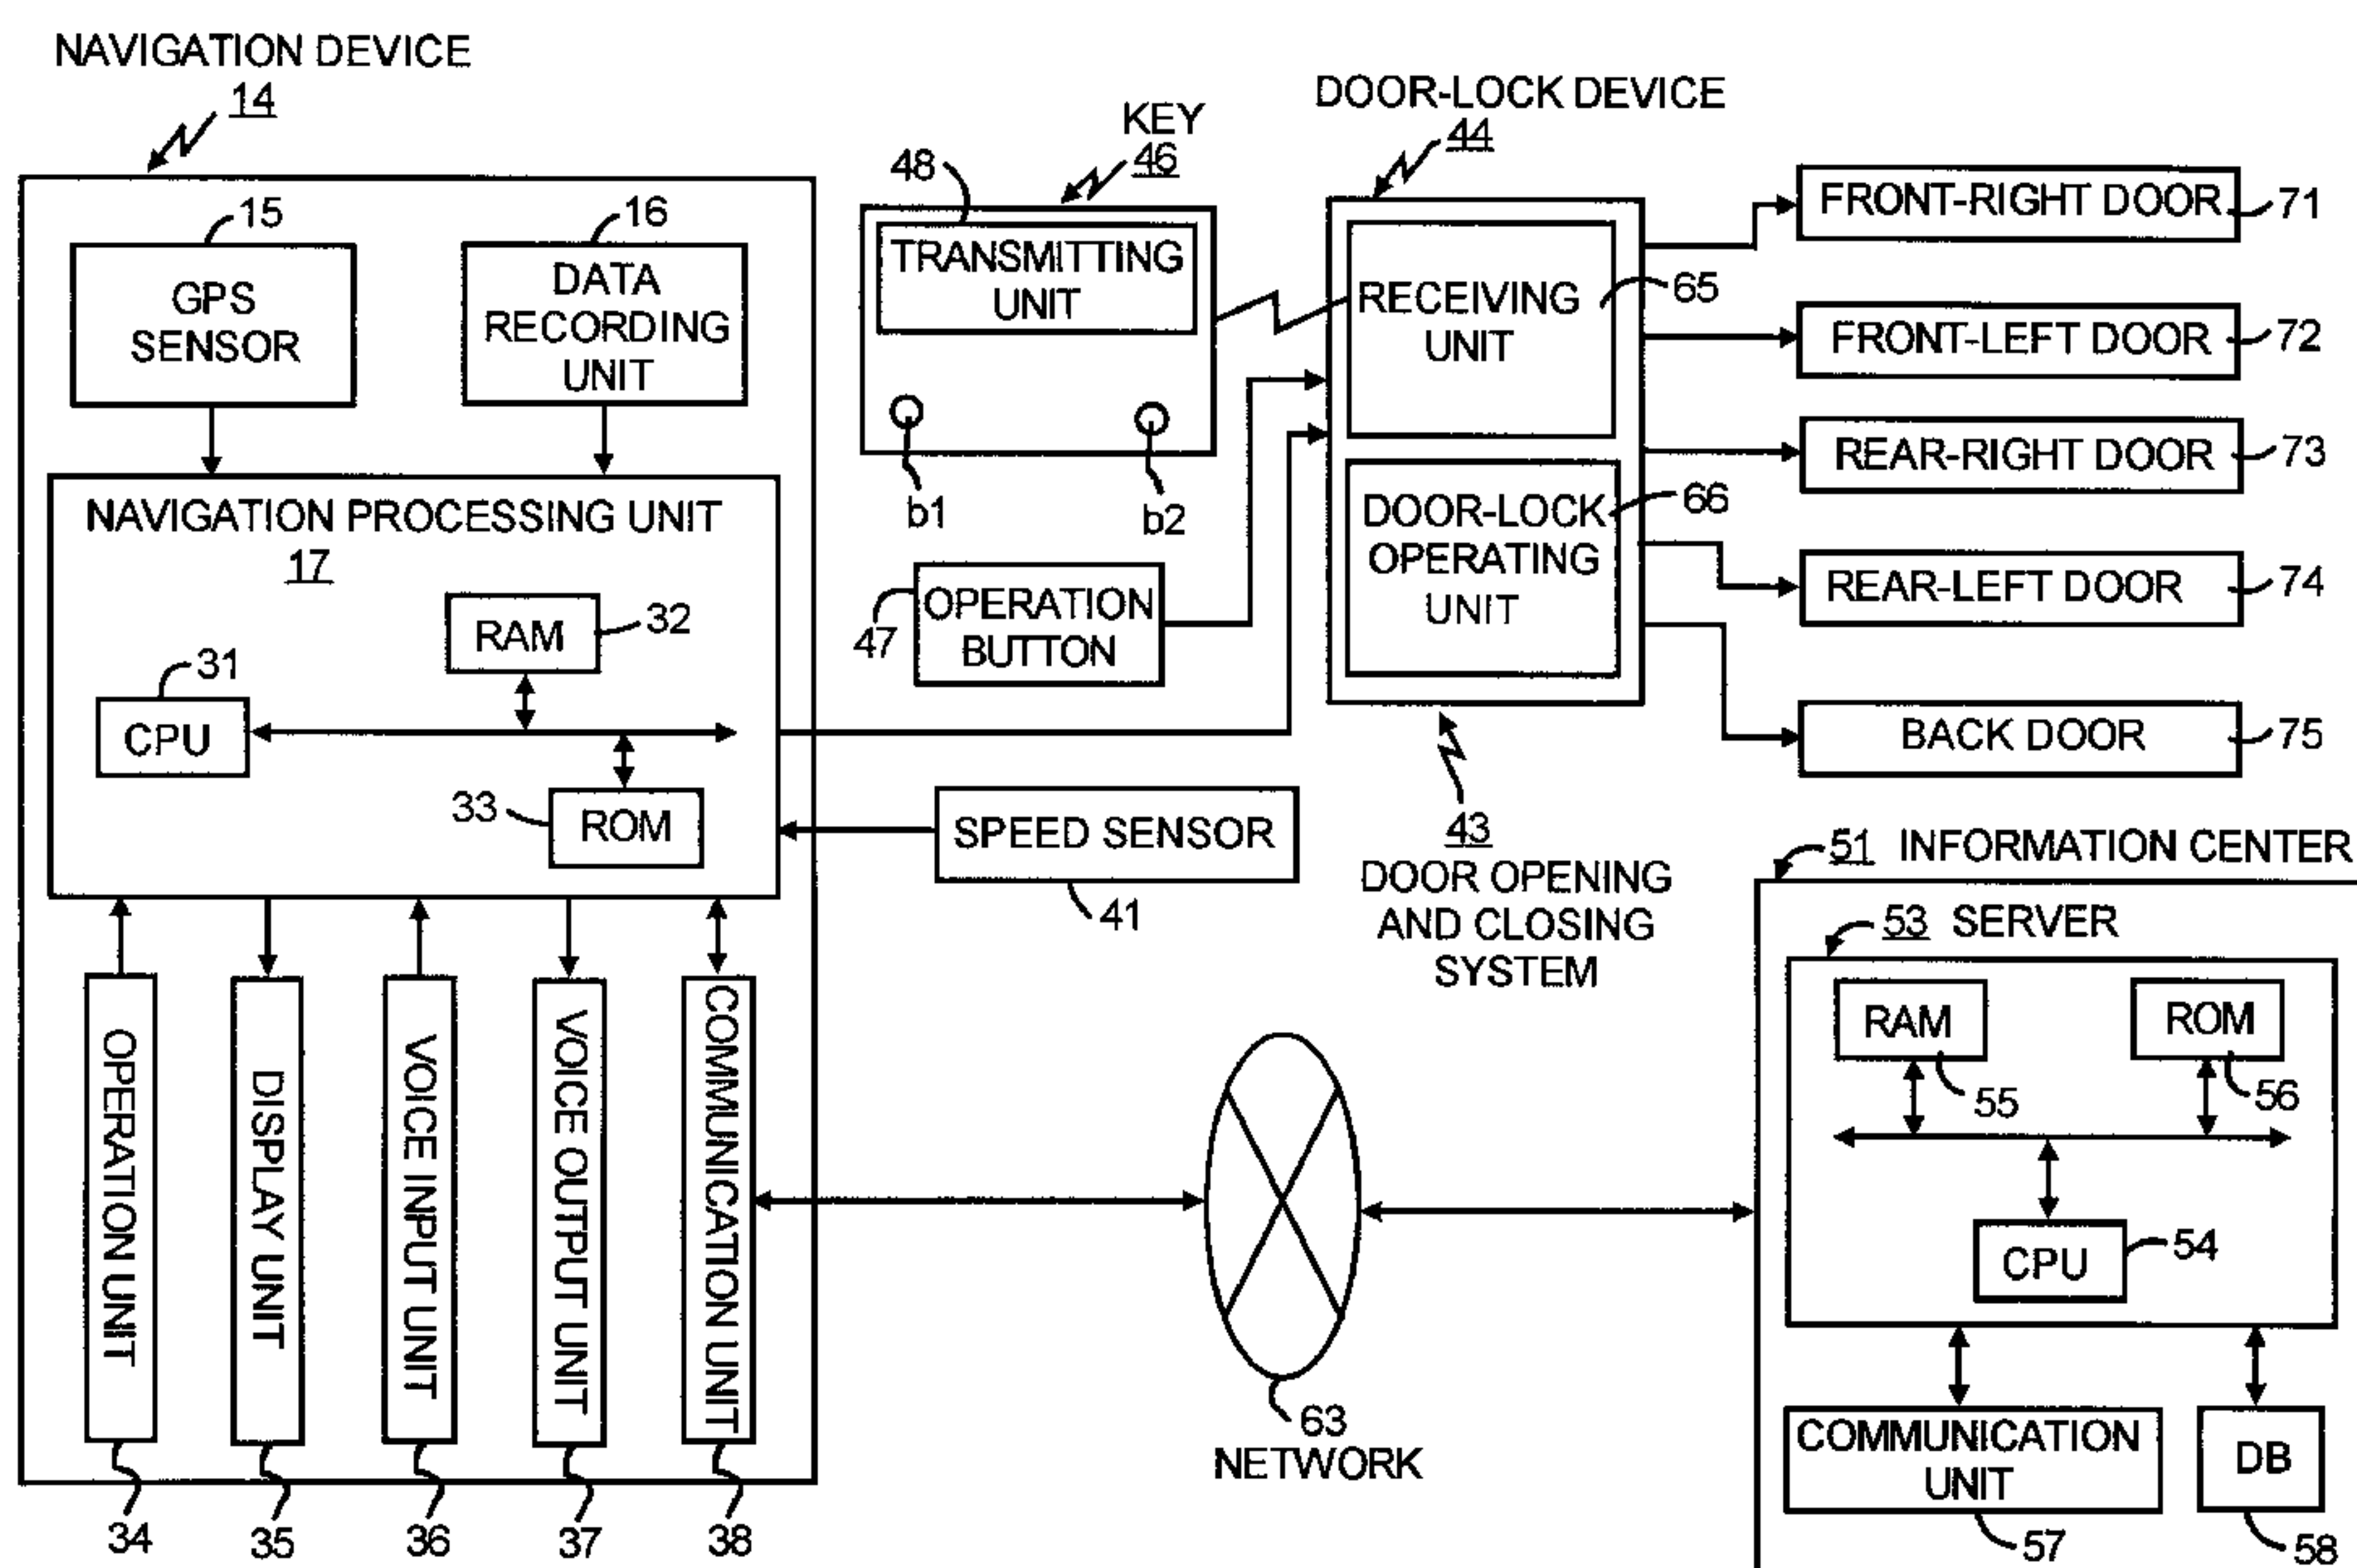 NAVIGATION DEVICE
14
15
GPS
SENSOR
16
DATA
RECORDING
UNIT
NAVIGATION PROCESSING UNIT
17
RAM
32
31
CPU
33
ROM
OPERATION UNIT
DISPLAY UNIT
VOICE INPUT UNIT
VOICE OUTPUT UNIT
COMMUNICATION UNIT
34
35
36
37
38
KEY
46
48
TRANSMITTING
UNIT
b1
b2
47
OPERATION
BUTTON
SPEED SENSOR
41
DOOR-LOCK DEVICE
44
RECEIVING
UNIT
65
DOOR-LOCK
OPERATING
UNIT
66
43
DOOR OPENING
AND CLOSING
SYSTEM
FRONT-RIGHT DOOR
71
FRONT-LEFT DOOR
72
REAR-RIGHT DOOR
73
REAR-LEFT DOOR
74
BACK DOOR
75
63
NETWORK
51 INFORMATION CENTER
53 SERVER
RAM
55
ROM
56
CPU
54
COMMUNICATION
UNIT
57
DB
58